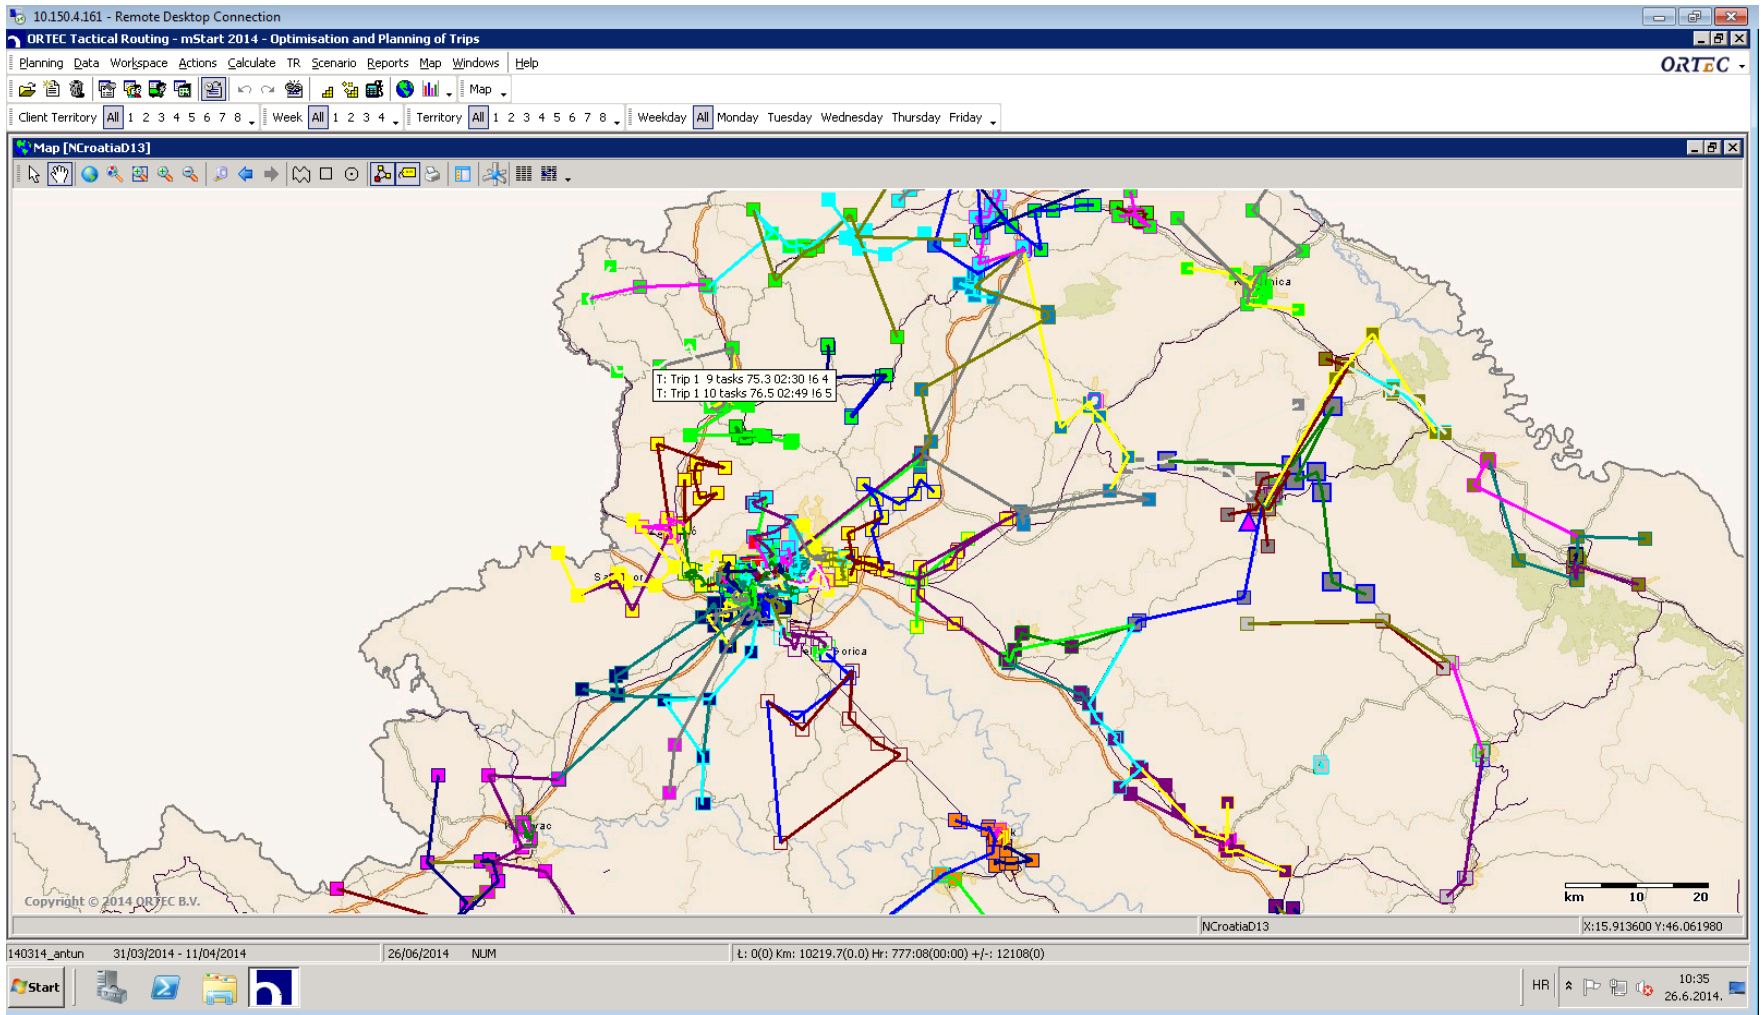 10.150.4.161 - Remote Desktop Connection
ORTEC Tactical Routing - mStart 2014 - Optimisation and Planning of Trips
Planning Data Workspace Actions Calculate TR Scenario Reports Map Windows Help
ORTEC
Map
Client Territory All 1 2 3 4 5 6 7 8 Week All 1 2 3 4 Territory All 1 2 3 4 5 6 7 8 Weekday All Monday Tuesday Wednesday Thursday Friday
Map [NCroatiaD13]
T: Trip 1 9 tasks 75.3 02:30 !6 4
T: Trip 1 10 tasks 76.5 02:49 !6 5
Gorica
Copyright © 2014 ORTEC B.V.
km 10 20
NCroatiaD13 X:15.913600 Y:46.061980
140314_antun 31/03/2014 - 11/04/2014 26/06/2014 NUM Ł: 0(0) Km: 10219.7(0.0) Hr: 777:08(00:00) +/-: 12108(0)
Start
HR
10:35
26.6.2014.